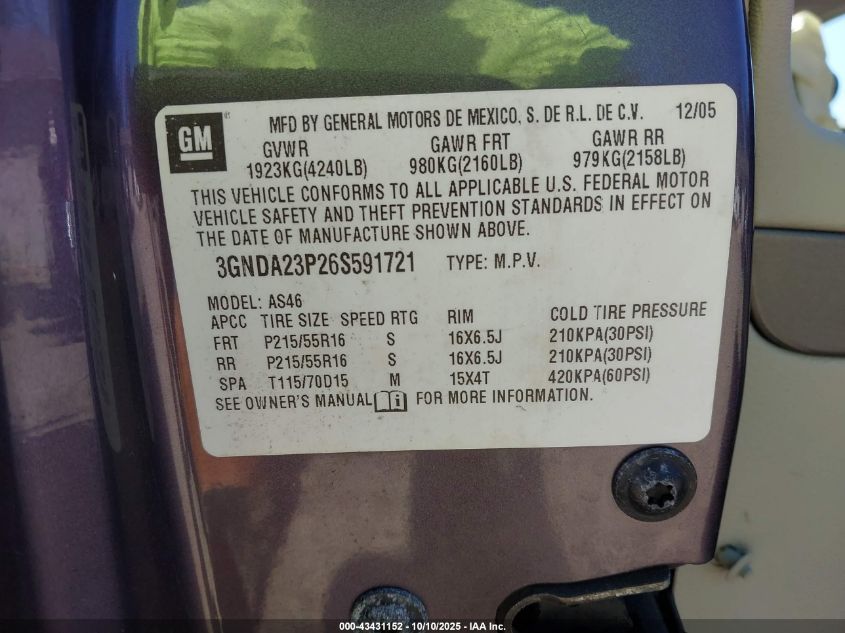 GM ® MFD BY GENERAL MOTORS DE MEXICO, S. DE R.L. DE C.V. 12/05
GVWR GAWR FRT GAWR RR
1923KG(4240LB) 980KG(2160LB) 979KG(2158LB)
THIS VEHICLE CONFORMS TO ALL APPLICABLE U.S. FEDERAL MOTOR
VEHICLE SAFETY AND THEFT PREVENTION STANDARDS IN EFFECT ON
THE DATE OF MANUFACTURE SHOWN ABOVE.
3GNDA23P26S591721 TYPE: M.P.V.
MODEL: AS46
APCC TIRE SIZE SPEED RTG RIM COLD TIRE PRESSURE
FRT P215/55R16 S 16X6.5J 210KPA(30PSI)
RR P215/55R16 S 16X6.5J 210KPA(30PSI)
SPA T115/70D15 M 15X4T 420KPA(60PSI)
SEE OWNER'S MANUAL i FOR MORE INFORMATION.
000-43431152 - 10/10/2025 - IAA Inc.